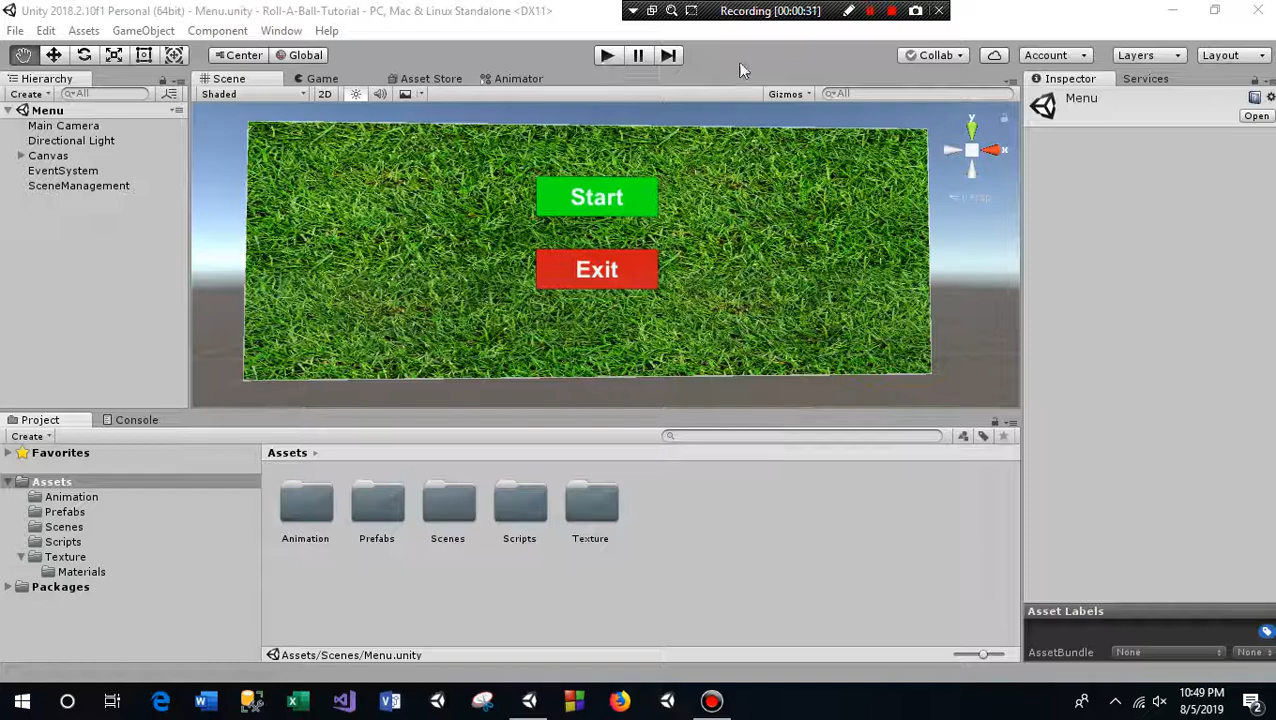 Unity 2018.2.10f1 Personal (64bit) - Menu.unity - Roll-A-Ball-Tutorial - PC, Mac & Linux Standalone <DX11>
Recording [00:00:31]
File Edit Assets GameObject Component Window Help
Center Global
Collab Account Layers Layout
Hierarchy
Scene Game Asset Store Animator
Inspector Services
Create All
Shaded 2D Gizmos All
Menu
Main Camera
Directional Light
Canvas
EventSystem
SceneManagement
Menu
Open
y
x
Start
Exit
Project Console
Create
Favorites
Assets
Animation
Prefabs
Scenes
Scripts
Texture
Materials
Packages
Assets
Animation Prefabs Scenes Scripts Texture
Assets/Scenes/Menu.unity
Asset Labels
AssetBundle None None
10:49 PM
8/5/2019
2